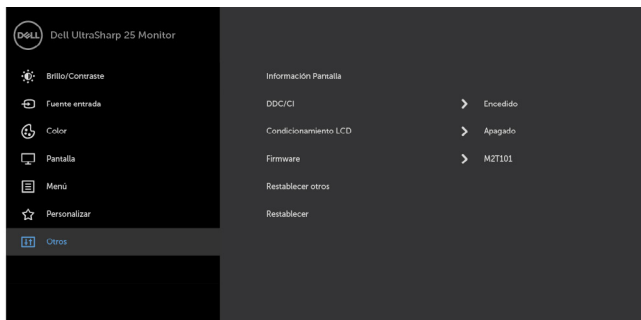 DELL Dell UltraSharp 25 Monitor
Brillo/Contraste
Fuente entrada
Color
Pantalla
Menú
Personalizar
Otros
Información Pantalla
DDC/CI > Encedido
Condicionamiento LCD > Apagado
Firmware > M2T101
Restablecer otros
Restablecer